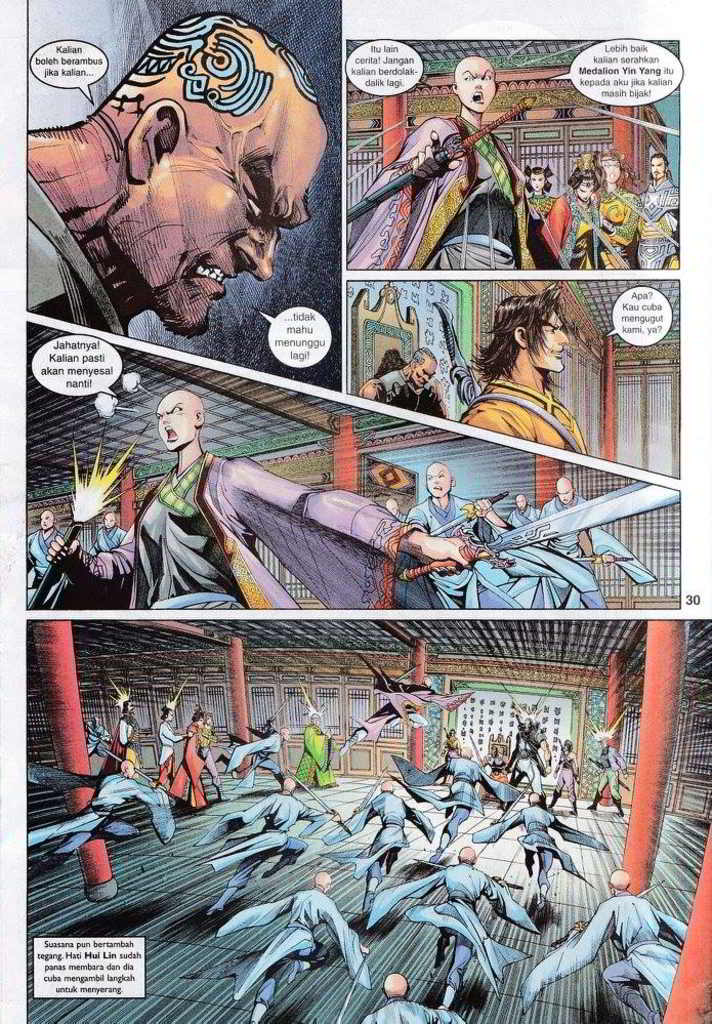 Kalian
boleh berambus
jika kalian...
...tidak
mahu
menunggu
lagi!
Itu lain
cerita! Jangan
kalian berdolak-
dalik lagi.
Lebih baik
kalian serahkan
Medalion Yin Yang itu
kepada aku jika kalian
masih bijak!
Apa?
Kau cuba
mengugut
kami, ya?
Jahatnya!
Kalian pasti
akan menyesal
nanti!
30
Suasana pun bertambah
tegang. Hati Hui Lin sudah
panas membara dan dia
cuba mengambil langkah
untuk menyerang.